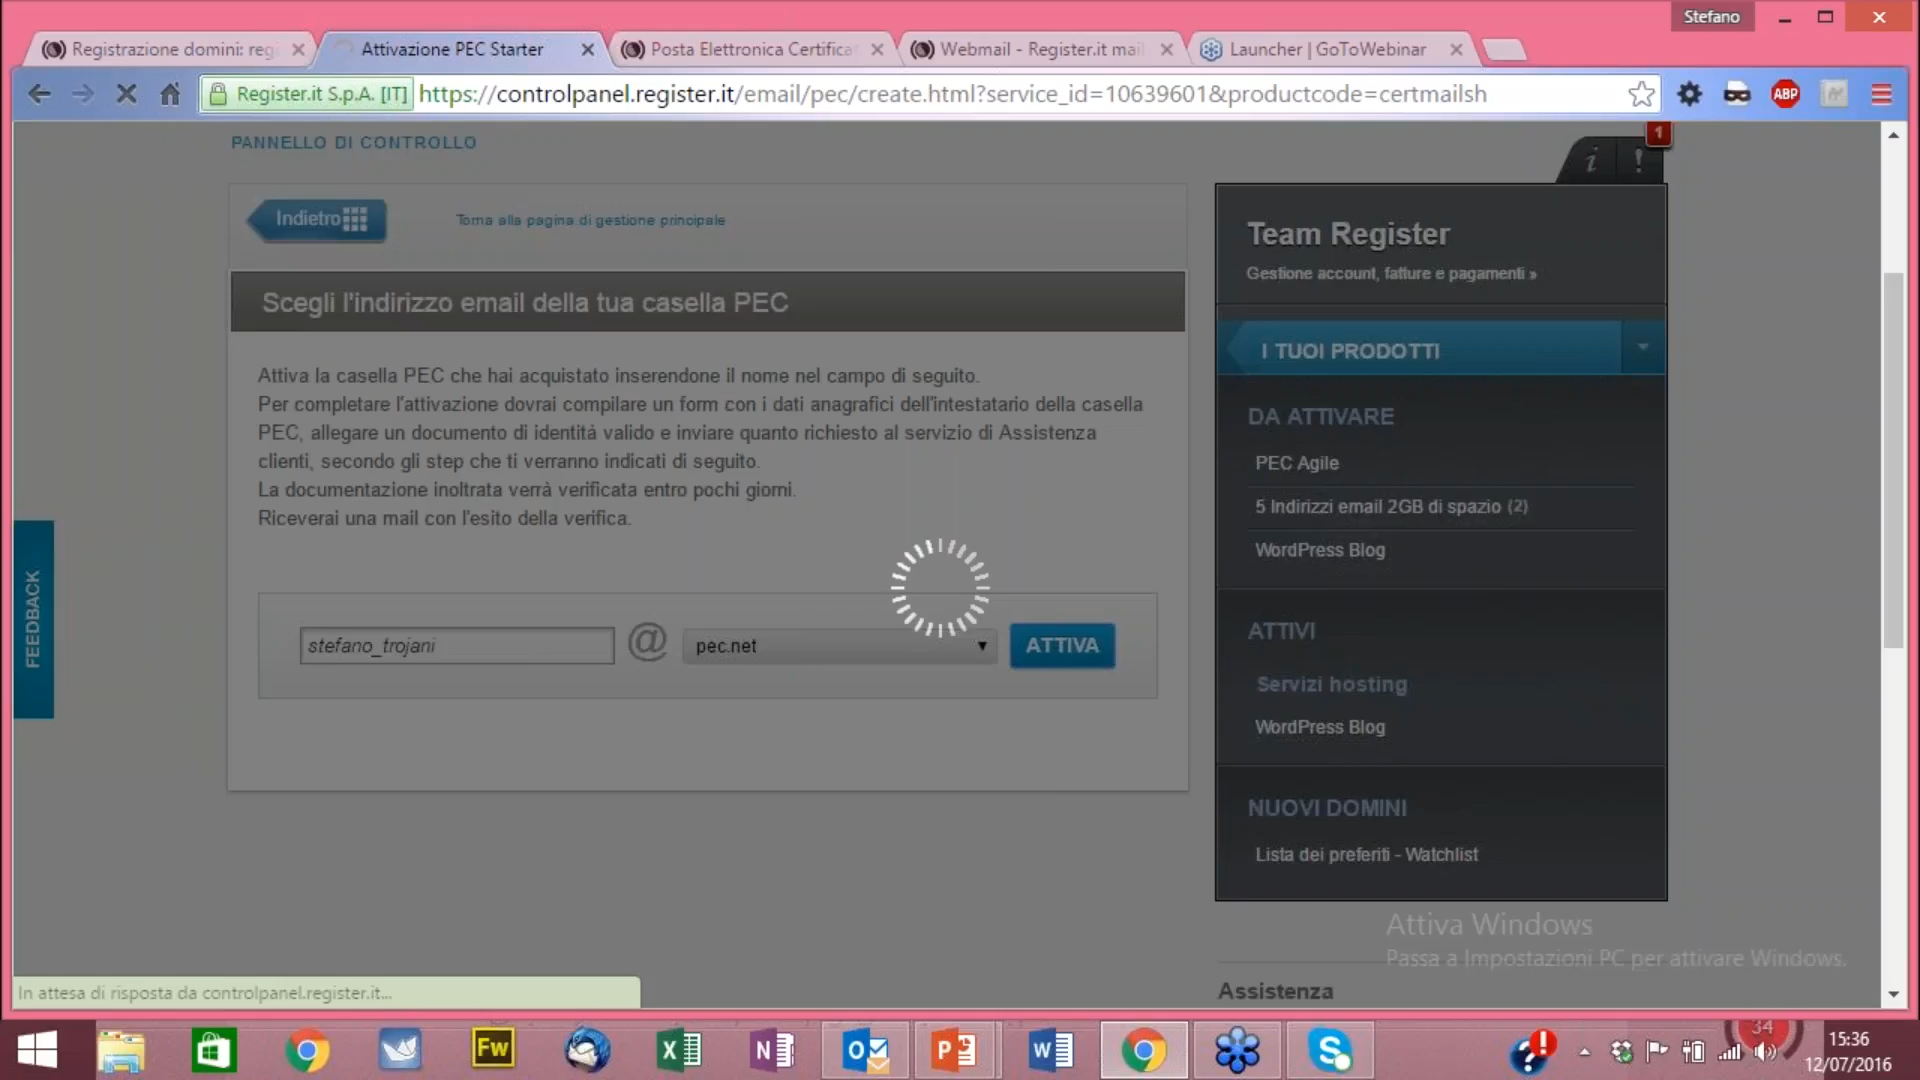 Stefano
Registrazione domini: reg
Attivazione PEC Starter
Posta Elettronica Certifica
Webmail - Register.it mai
Launcher | GoToWebinar
Register.it S.p.A. [IT]
https://controlpanel.register.it/email/pec/create.html?service_id=10639601&productcode=certmailsh
ABP
PANNELLO DI CONTROLLO
1
i !
Indietro
Torna alla pagina di gestione principale
Scegli l'indirizzo email della tua casella PEC
Attiva la casella PEC che hai acquistato inserendone il nome nel campo di seguito.
Per completare l'attivazione dovrai compilare un form con i dati anagrafici dell'intestatario della casella
PEC, allegare un documento di identità valido e inviare quanto richiesto al servizio di Assistenza
clienti, secondo gli step che ti verranno indicati di seguito.
La documentazione inoltrata verrà verificata entro pochi giorni.
Riceverai una mail con l'esito della verifica.
stefano_trojani @ pec.net ATTIVA
FEEDBACK
Team Register
Gestione account, fatture e pagamenti »
I TUOI PRODOTTI
DA ATTIVARE
PEC Agile
5 Indirizzi email 2GB di spazio (2)
WordPress Blog
ATTIVI
Servizi hosting
WordPress Blog
NUOVI DOMINI
Lista dei preferiti - Watchlist
Attiva Windows
Passa a Impostazioni PC per attivare Windows.
Assistenza
In attesa di risposta da controlpanel.register.it...
Fw
34
15:36
12/07/2016